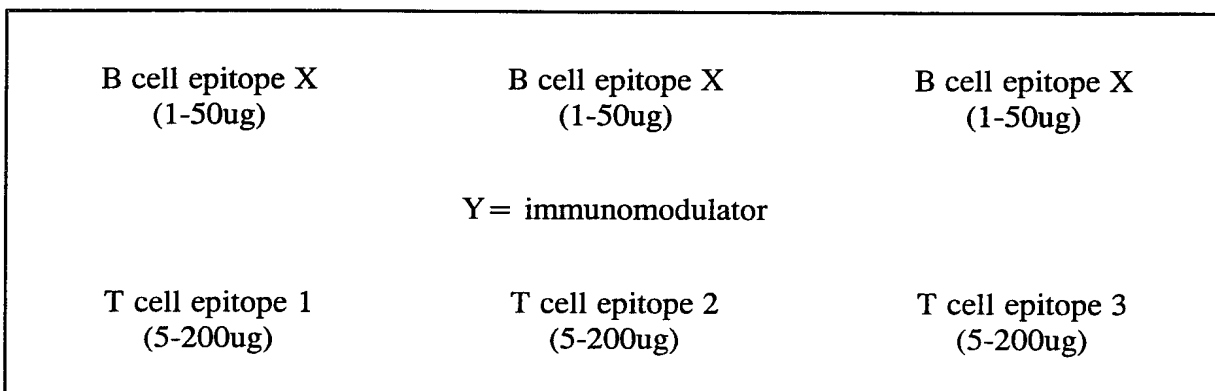 B cell epitope X B cell epitope X B cell epitope X
(1-50ug) (1-50ug) (1-50ug)
Y= immunomodulator
T cell epitope 1 T cell epitope 2 T cell epitope 3
(5-200ug) (5-200ug) (5-200ug)